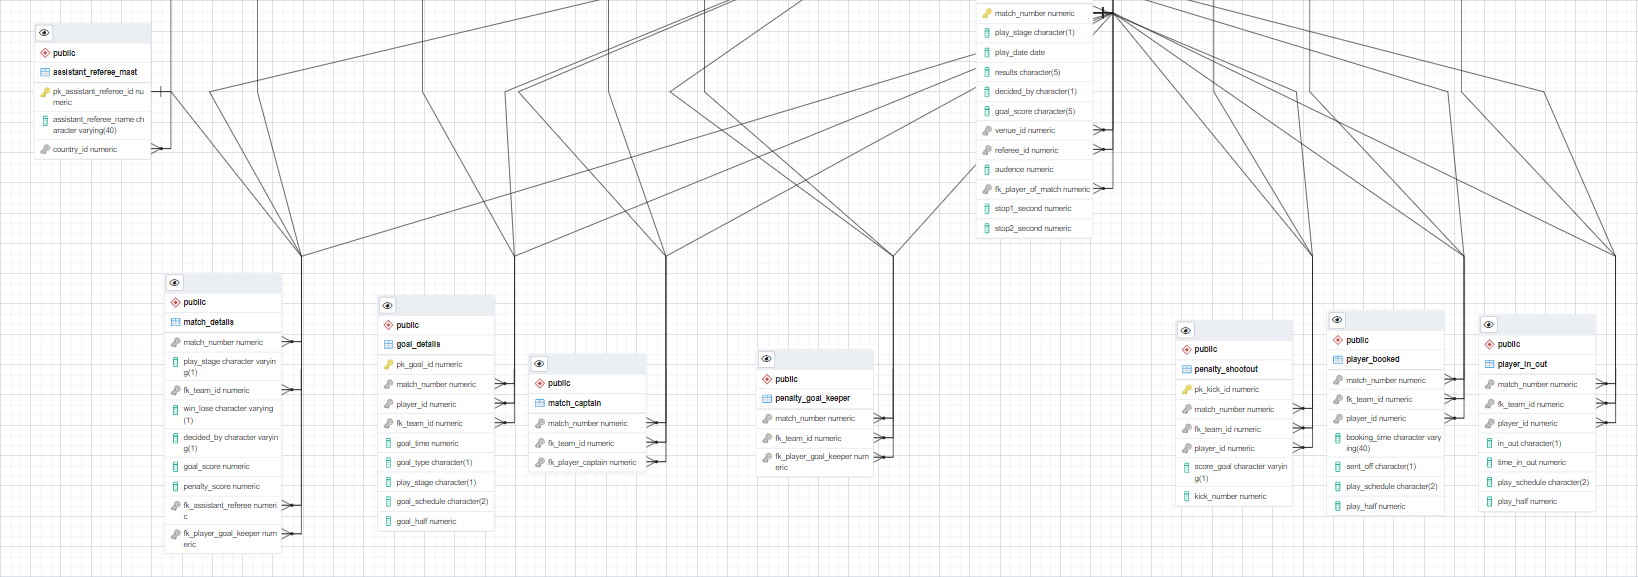 public
assistant_referee_mast
pk_assistant_referee_id nu
meric
assistant_referee_name ch
aracter varying(40)
country_id numeric
match_number numeric
play_stage character(1)
play_date date
results character(5)
decided_by character(1)
goal_score character(5)
venue_id numeric
referee_id numeric
audence numeric
fk_player_of_match numeric
stop1_second numeric
stop2_second numeric
public
match_details
match_number numeric
play_stage character varyin
g(1)
fk_team_id numeric
win_lose character varying
(1)
decided_by character varyin
g(1)
goal_score numeric
penalty_score numeric
fk_assistant_referee numeri
c
fk_player_goal_keeper num
eric
public
goal_details
pk_goal_id numeric
match_number numeric
player_id numeric
fk_team_id numeric
goal_time numeric
goal_type character(1)
play_stage character(1)
goal_schedule character(2)
goal_half numeric
public
match_captain
match_number numeric
fk_team_id numeric
fk_player_captain numeric
public
penalty_goal_keeper
match_number numeric
fk_team_id numeric
fk_player_goal_keeper num
eric
public
penalty_shootout
pk_kick_id numeric
match_number numeric
fk_team_id numeric
player_id numeric
score_goal character varyin
g(1)
kick_number numeric
public
player_booked
match_number numeric
fk_team_id numeric
player_id numeric
booking_time character vary
ing(40)
sent_off character(1)
play_schedule character(2)
play_half numeric
public
player_in_out
match_number numeric
fk_team_id numeric
player_id numeric
in_out character(1)
time_in_out numeric
play_schedule character(2)
play_half numeric